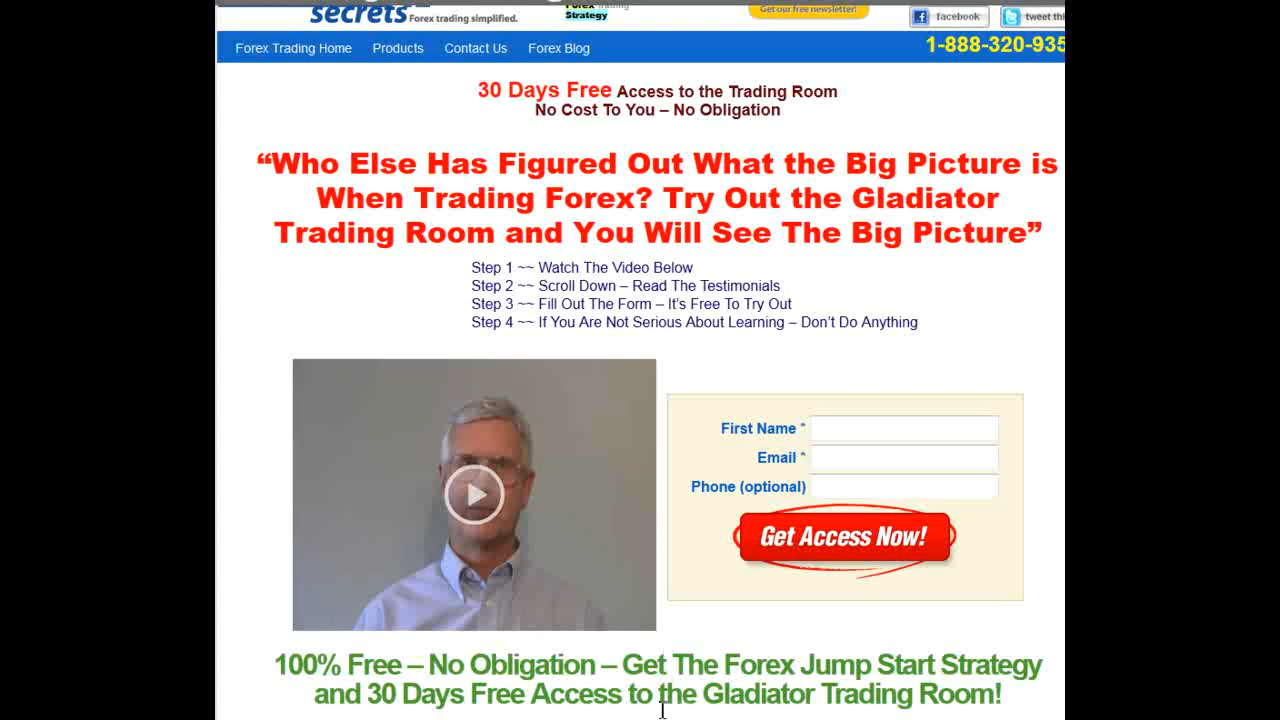 secrets Forex trading simplified.
Forex trading
Strategy
Get our free newsletter!
facebook
tweet thi
Forex Trading Home Products Contact Us Forex Blog
1-888-320-935
30 Days Free Access to the Trading Room
No Cost To You – No Obligation
“Who Else Has Figured Out What the Big Picture is
When Trading Forex? Try Out the Gladiator
Trading Room and You Will See The Big Picture”
Step 1 ~~ Watch The Video Below
Step 2 ~~ Scroll Down – Read The Testimonials
Step 3 ~~ Fill Out The Form – It’s Free To Try Out
Step 4 ~~ If You Are Not Serious About Learning – Don’t Do Anything
First Name *
Email *
Phone (optional)
Get Access Now!
100% Free – No Obligation – Get The Forex Jump Start Strategy
and 30 Days Free Access to the Gladiator Trading Room!